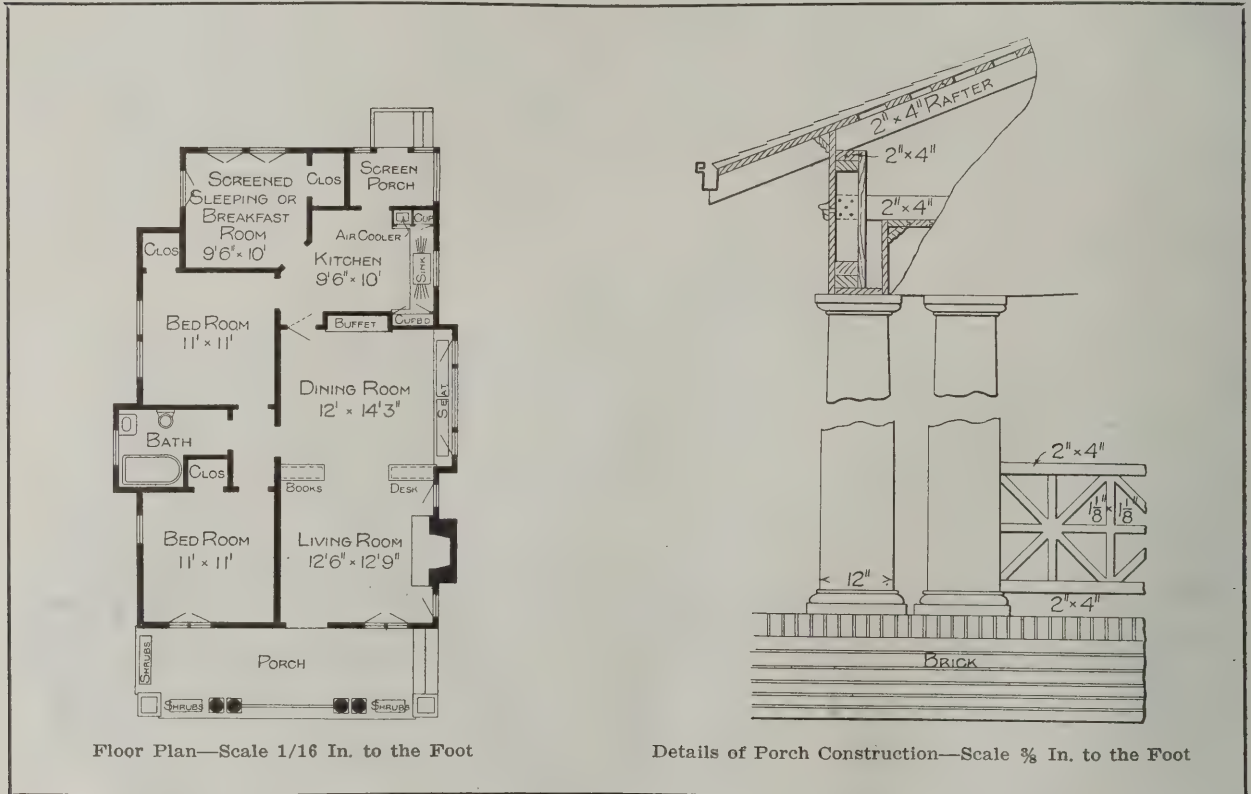 SCREENED
SLEEPING OR
BREAKFAST
ROOM
9'6" × 10'
CLOS
SCREEN
PORCH
CLOS
AIR COOLER
CUP
KITCHEN
9'6" × 10'
SINK
BED ROOM
11' × 11'
BUFFET
CUPBD
DINING ROOM
12' × 14'3"
SEAT
BATH
CLOS
BOOKS
DESK
BED ROOM
11' × 11'
LIVING ROOM
12'6" × 12'9"
SHRUBS
PORCH
SHRUBS
SHRUBS
Floor Plan—Scale 1/16 In. to the Foot
2" × 4" RAFTER
2" × 4"
2" × 4"
2" × 4"
1 1/8" × 1 1/8"
12"
2" × 4"
BRICK
Details of Porch Construction—Scale ⅜ In. to the Foot